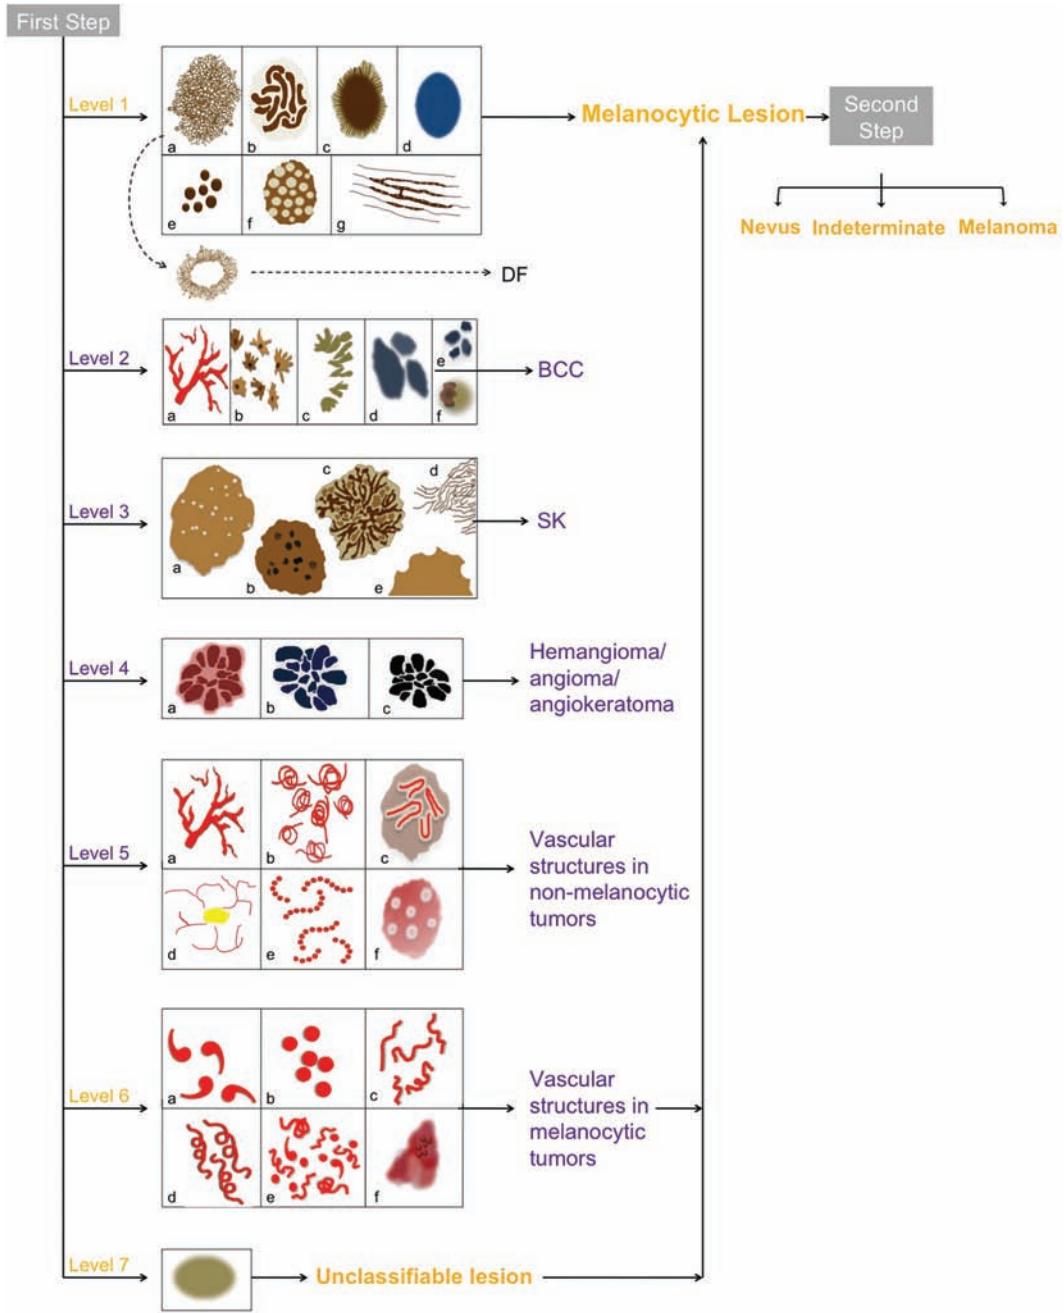 First Step
Level 1
a
b
c
d
e
f
g
Melanocytic Lesion
Second
Step
Nevus
Indeterminate
Melanoma
DF
Level 2
a
b
c
d
e
f
BCC
Level 3
a
b
c
d
e
SK
Level 4
a
b
c
Hemangioma/
angioma/
angiokeratoma
Level 5
a
b
c
d
e
f
Vascular
structures in
non-melanocytic
tumors
Level 6
a
b
c
d
e
f
Vascular
structures in
melanocytic
tumors
Level 7
Unclassifiable lesion